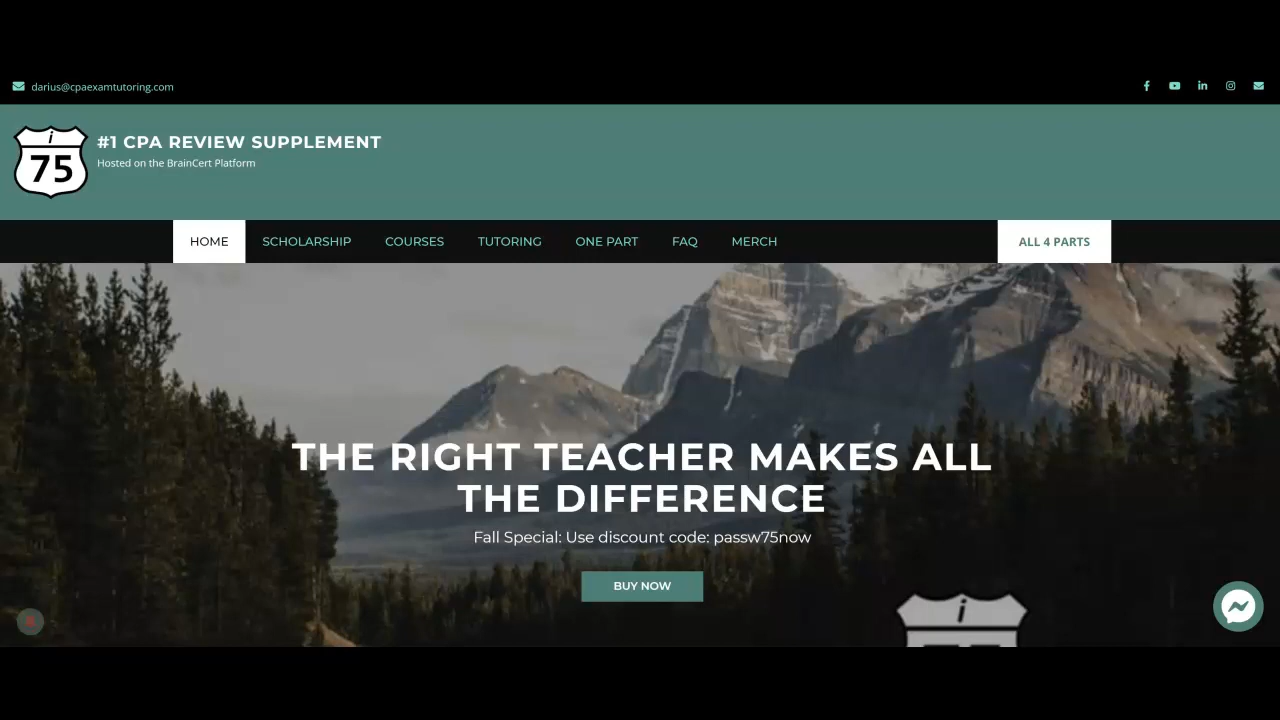 darius@cpaexamtutoring.com
i
75
#1 CPA REVIEW SUPPLEMENT
Hosted on the BrainCert Platform
HOME SCHOLARSHIP COURSES TUTORING ONE PART FAQ MERCH ALL 4 PARTS
THE RIGHT TEACHER MAKES ALL
THE DIFFERENCE
Fall Special: Use discount code: passw75now
BUY NOW
i